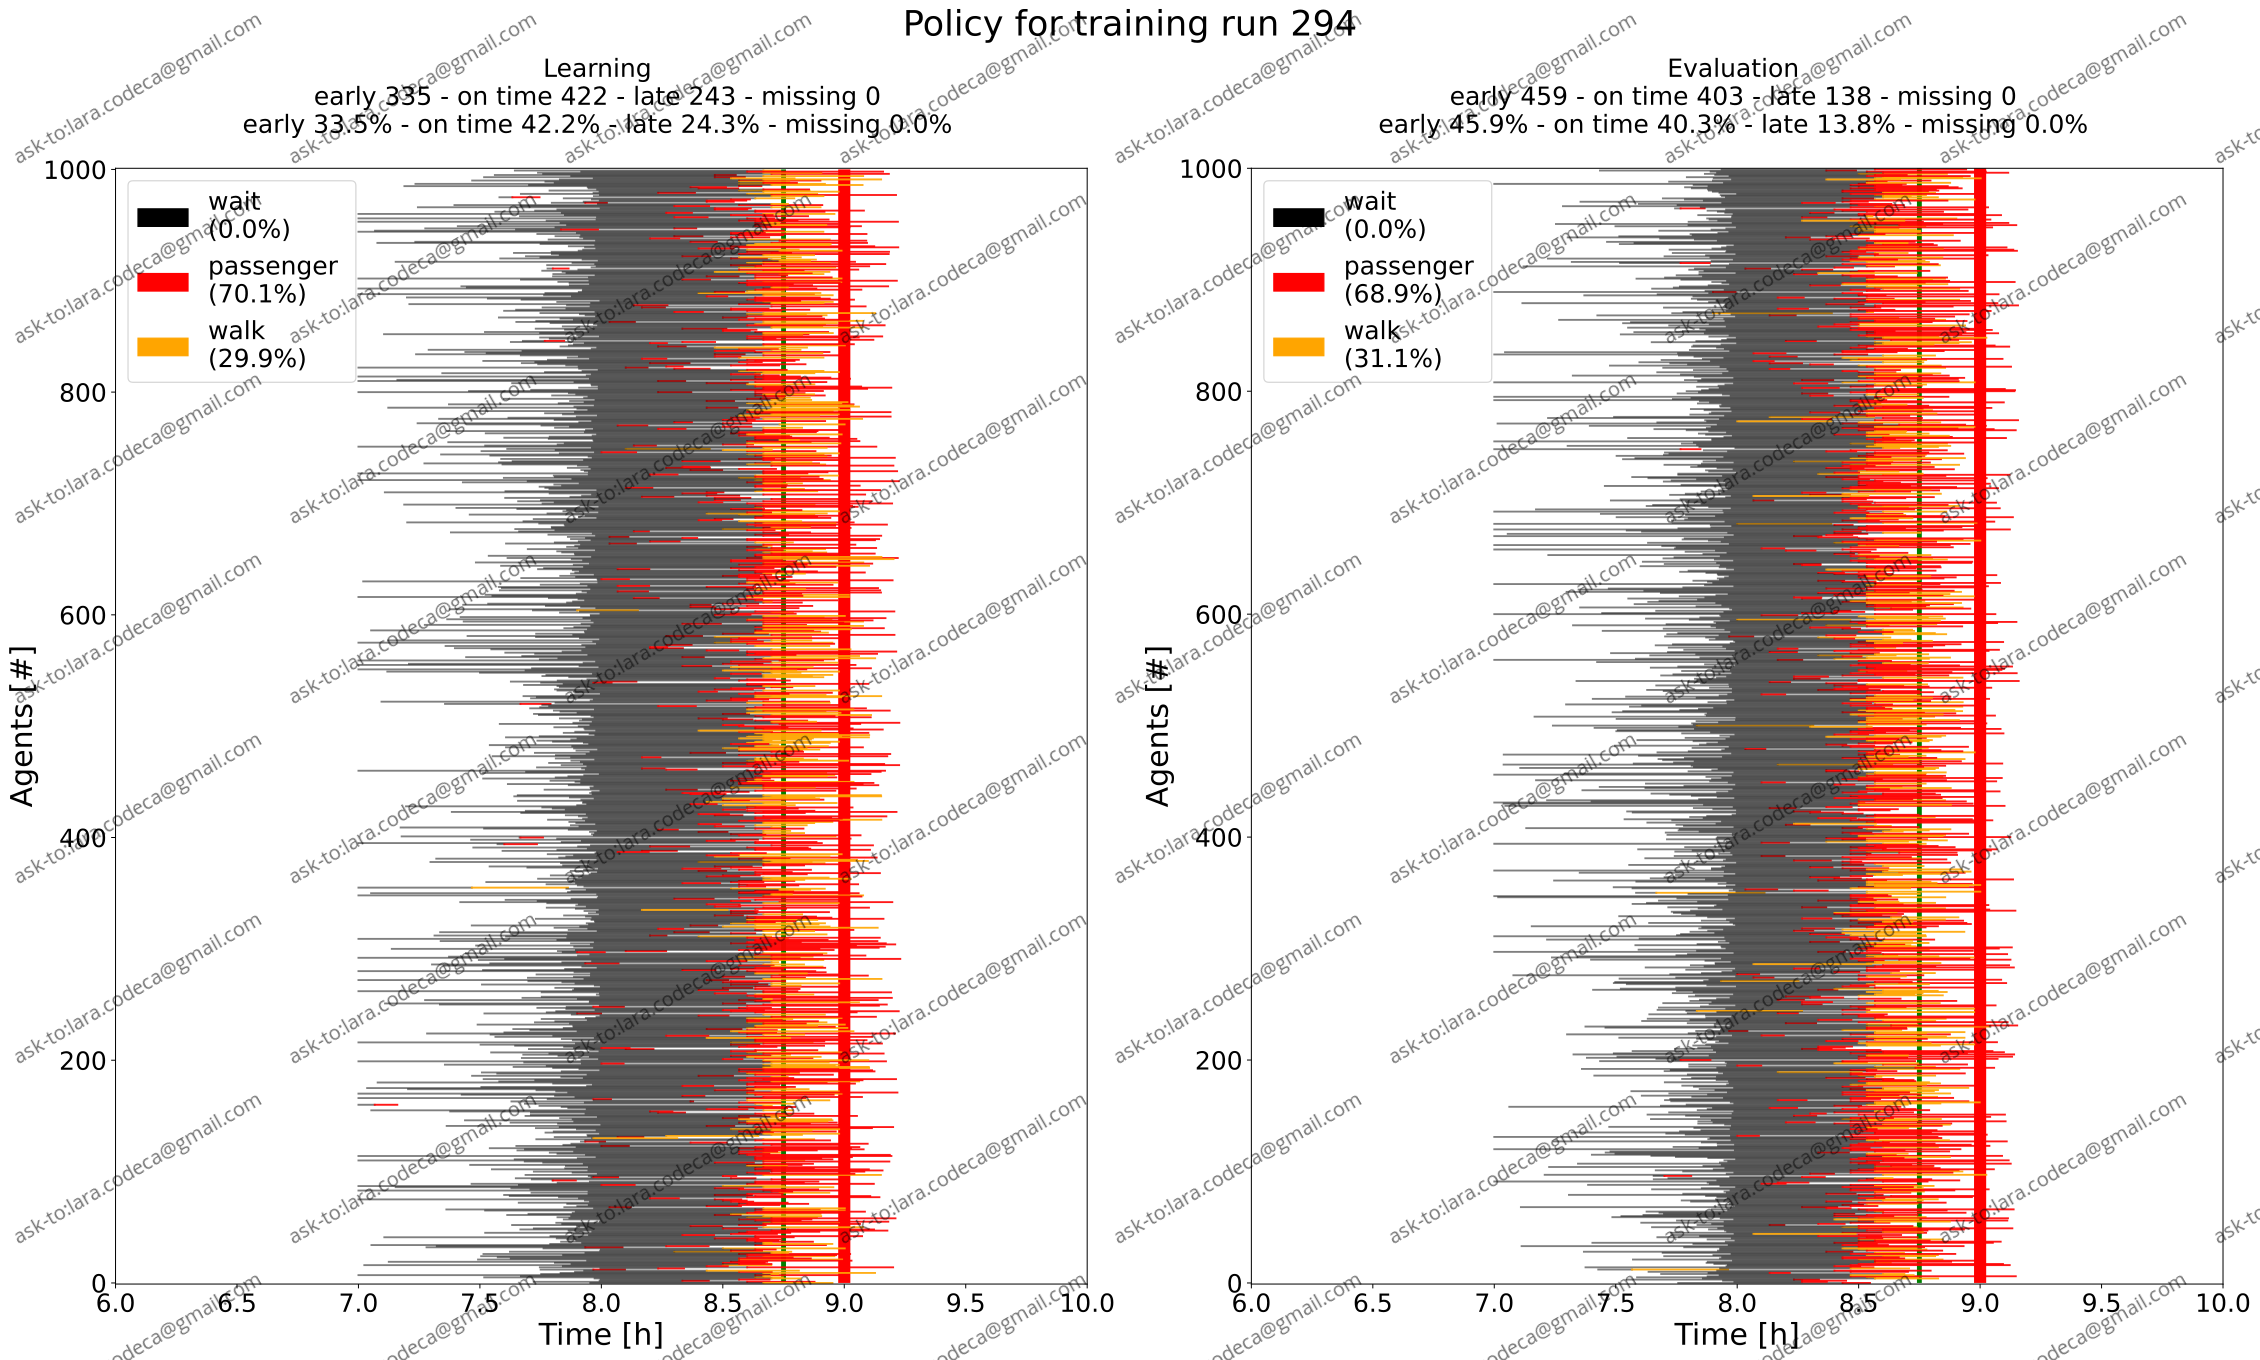 Policy for training run 294
Learning
early 335 - on time 422 - late 243 - missing 0
early 33.5% - on time 42.2% - late 24.3% - missing 0.0%
1000
800
600
400
200
0
Agents [#]
wait
(0.0%)
passenger
(70.1%)
walk
(29.9%)
6.0 6.5 7.0 7.5 8.0 8.5 9.0 9.5 10.0
Time [h]
Evaluation
early 459 - on time 403 - late 138 - missing 0
early 45.9% - on time 40.3% - late 13.8% - missing 0.0%
1000
800
600
400
200
0
Agents [#]
wait
(0.0%)
passenger
(68.9%)
walk
(31.1%)
6.0 6.5 7.0 7.5 8.0 8.5 9.0 9.5 10.0
Time [h]
ask-to:lara.codeca@gmail.com